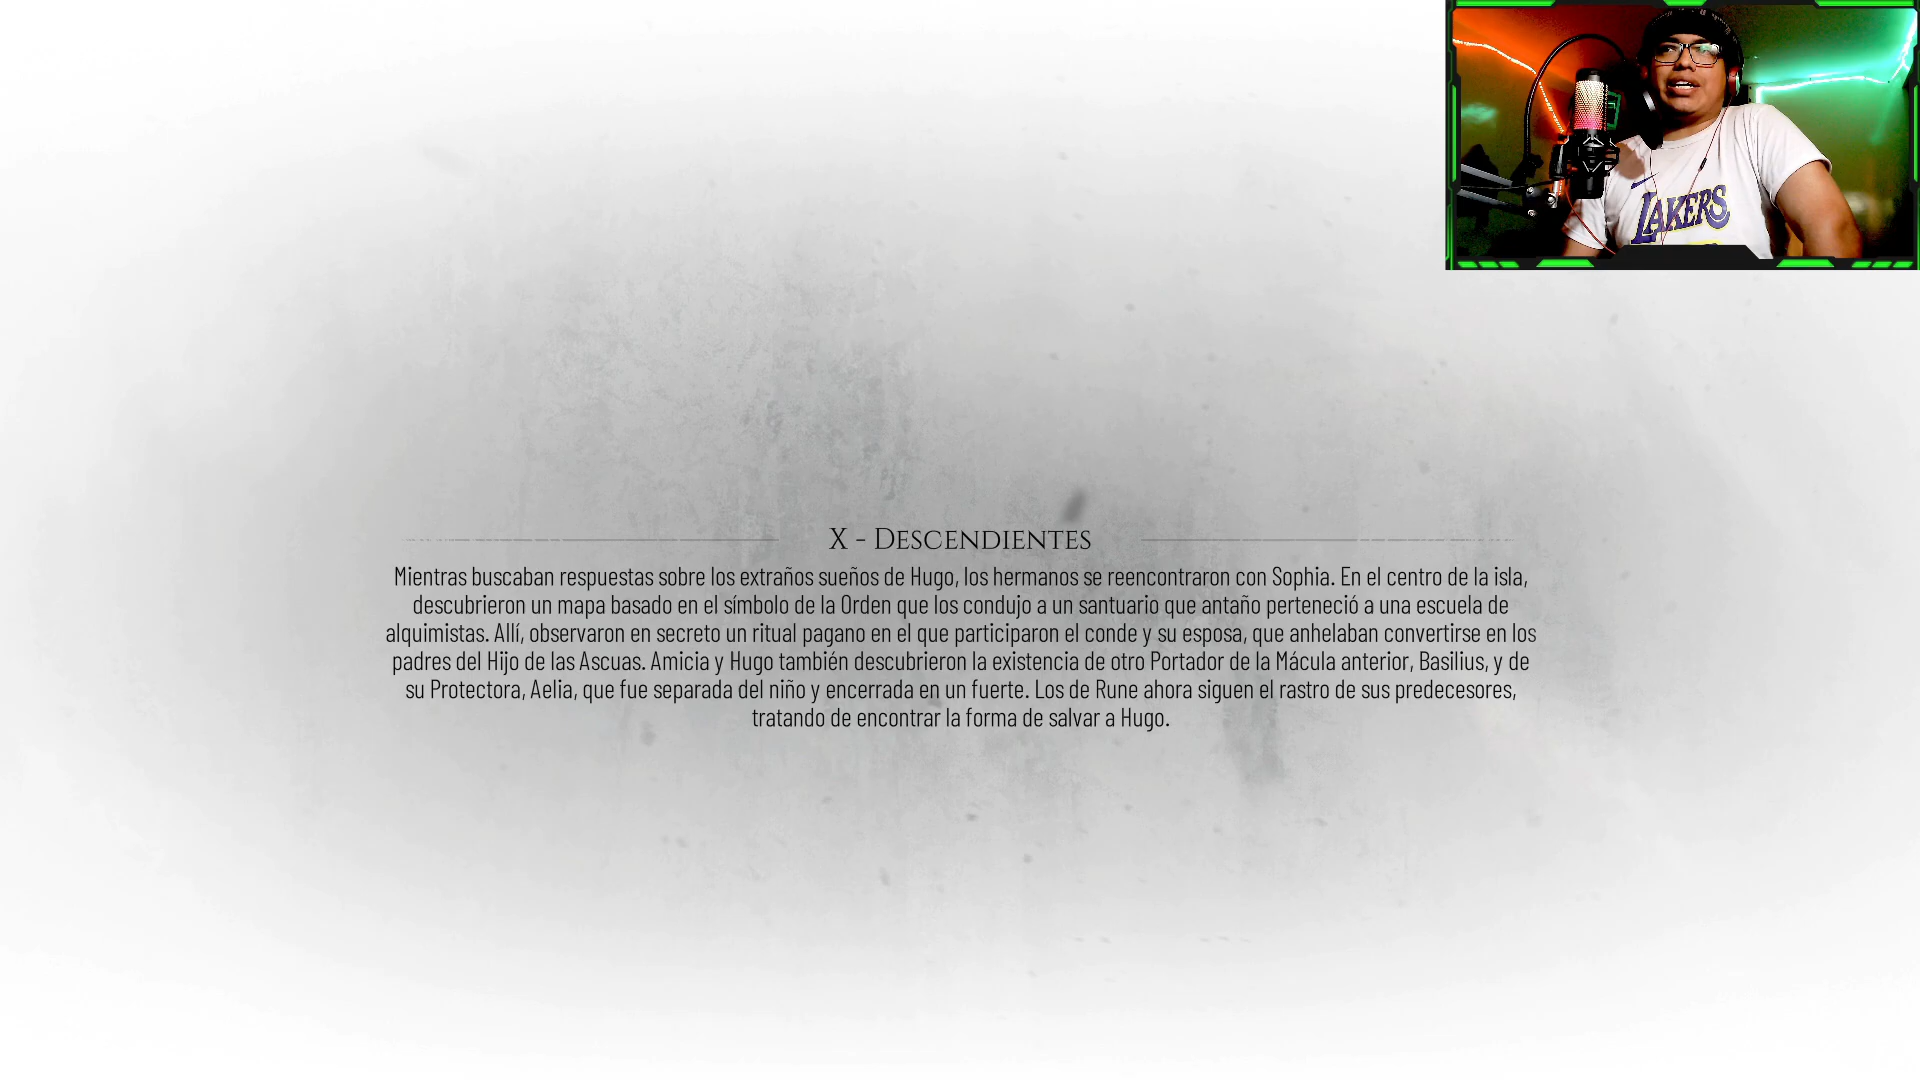 LAKERS
X - Descendientes
Mientras buscaban respuestas sobre los extraños sueños de Hugo, los hermanos se reencontraron con Sophia. En el centro de la isla,
descubrieron un mapa basado en el símbolo de la Orden que los condujo a un santuario que antaño perteneció a una escuela de
alquimistas. Allí, observaron en secreto un ritual pagano en el que participaron el conde y su esposa, que anhelaban convertirse en los
padres del Hijo de las Ascuas. Amicia y Hugo también descubrieron la existencia de otro Portador de la Mácula anterior, Basilius, y de
su Protectora, Aelia, que fue separada del niño y encerrada en un fuerte. Los de Rune ahora siguen el rastro de sus predecesores,
tratando de encontrar la forma de salvar a Hugo.